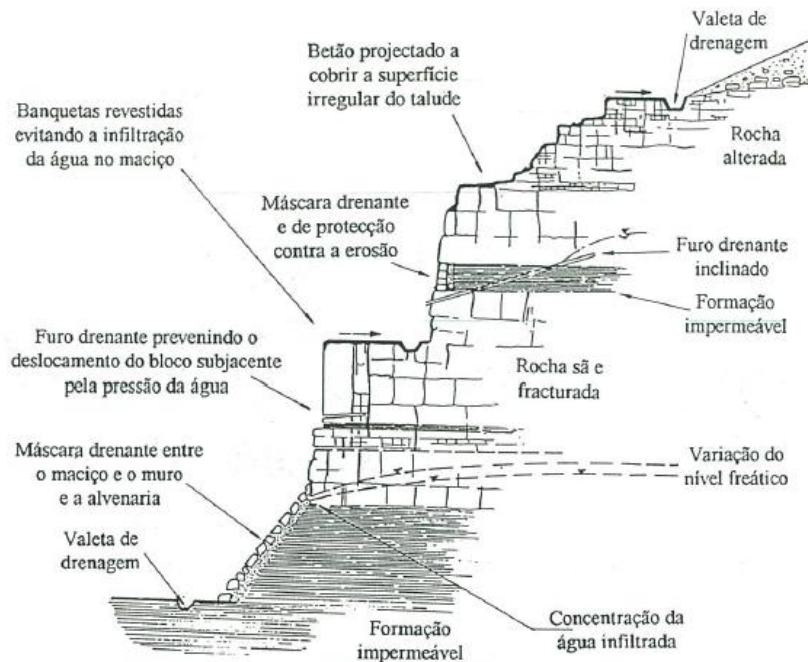 Valeta de
drenagem
Betão projectado a
cobrir a superfície
irregular do talude
Banquetas revestidas
evitando a infiltração
da água no maciço
Rocha
alterada
Máscara drenante
e de protecção
contra a erosão
Furo drenante
inclinado
Formação
impermeável
Furo drenante prevenindo o
deslocamento do bloco subjacente
pela pressão da água
Rocha sã e
fracturada
Máscara drenante entre
o maciço e o muro
e a alvenaria
Variação do
nível freático
Valeta de
drenagem
Concentração da
água infiltrada
Formação
impermeável